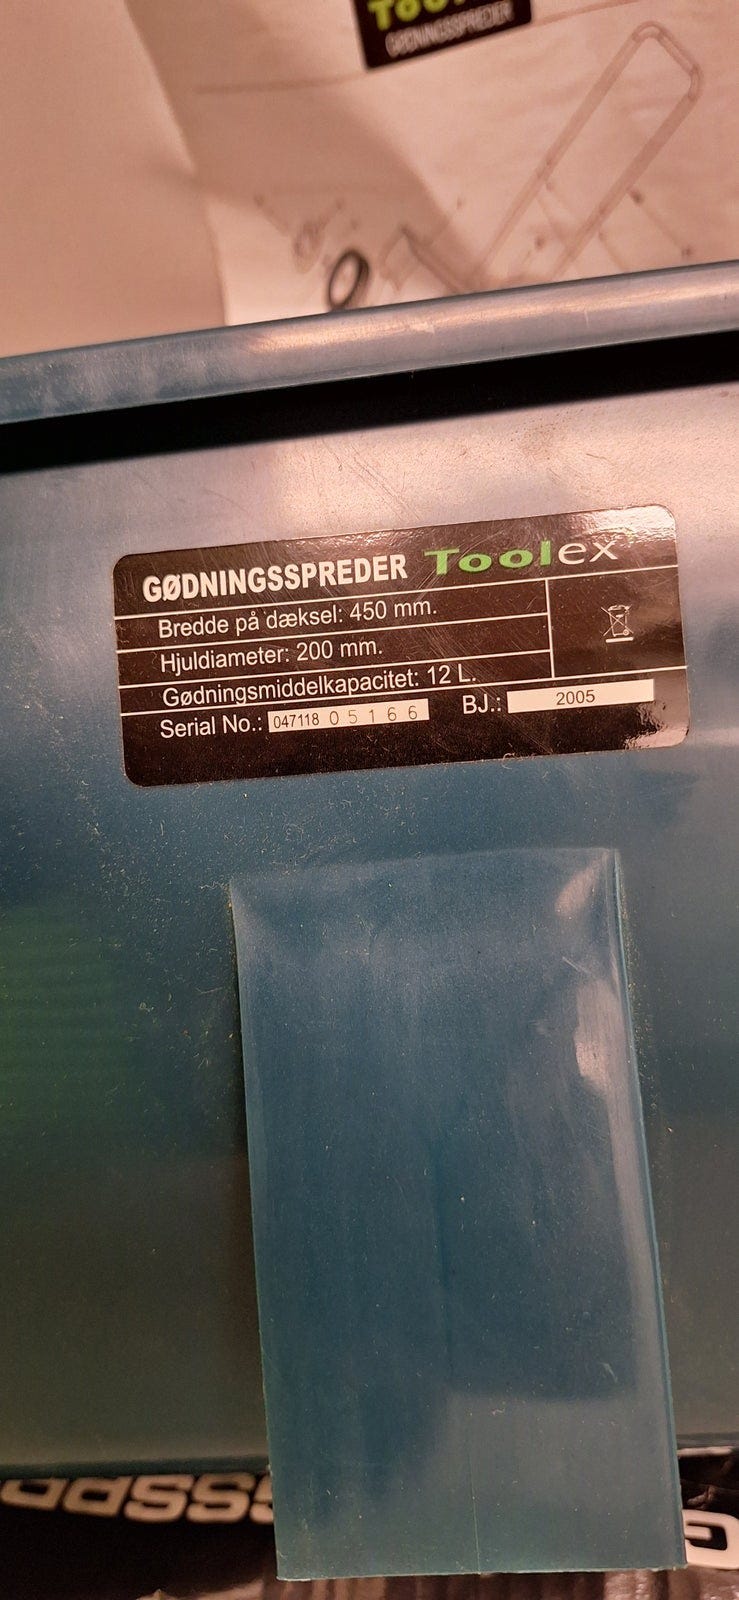 GØDNINGSSPREDER
GØDNINGSSPREDER Toolex
Bredde på dæksel: 450 mm.
Hjuldiameter: 200 mm.
Gødningsmiddelkapacitet: 12 L.
Serial No.: 047118 05166 BJ.: 2005